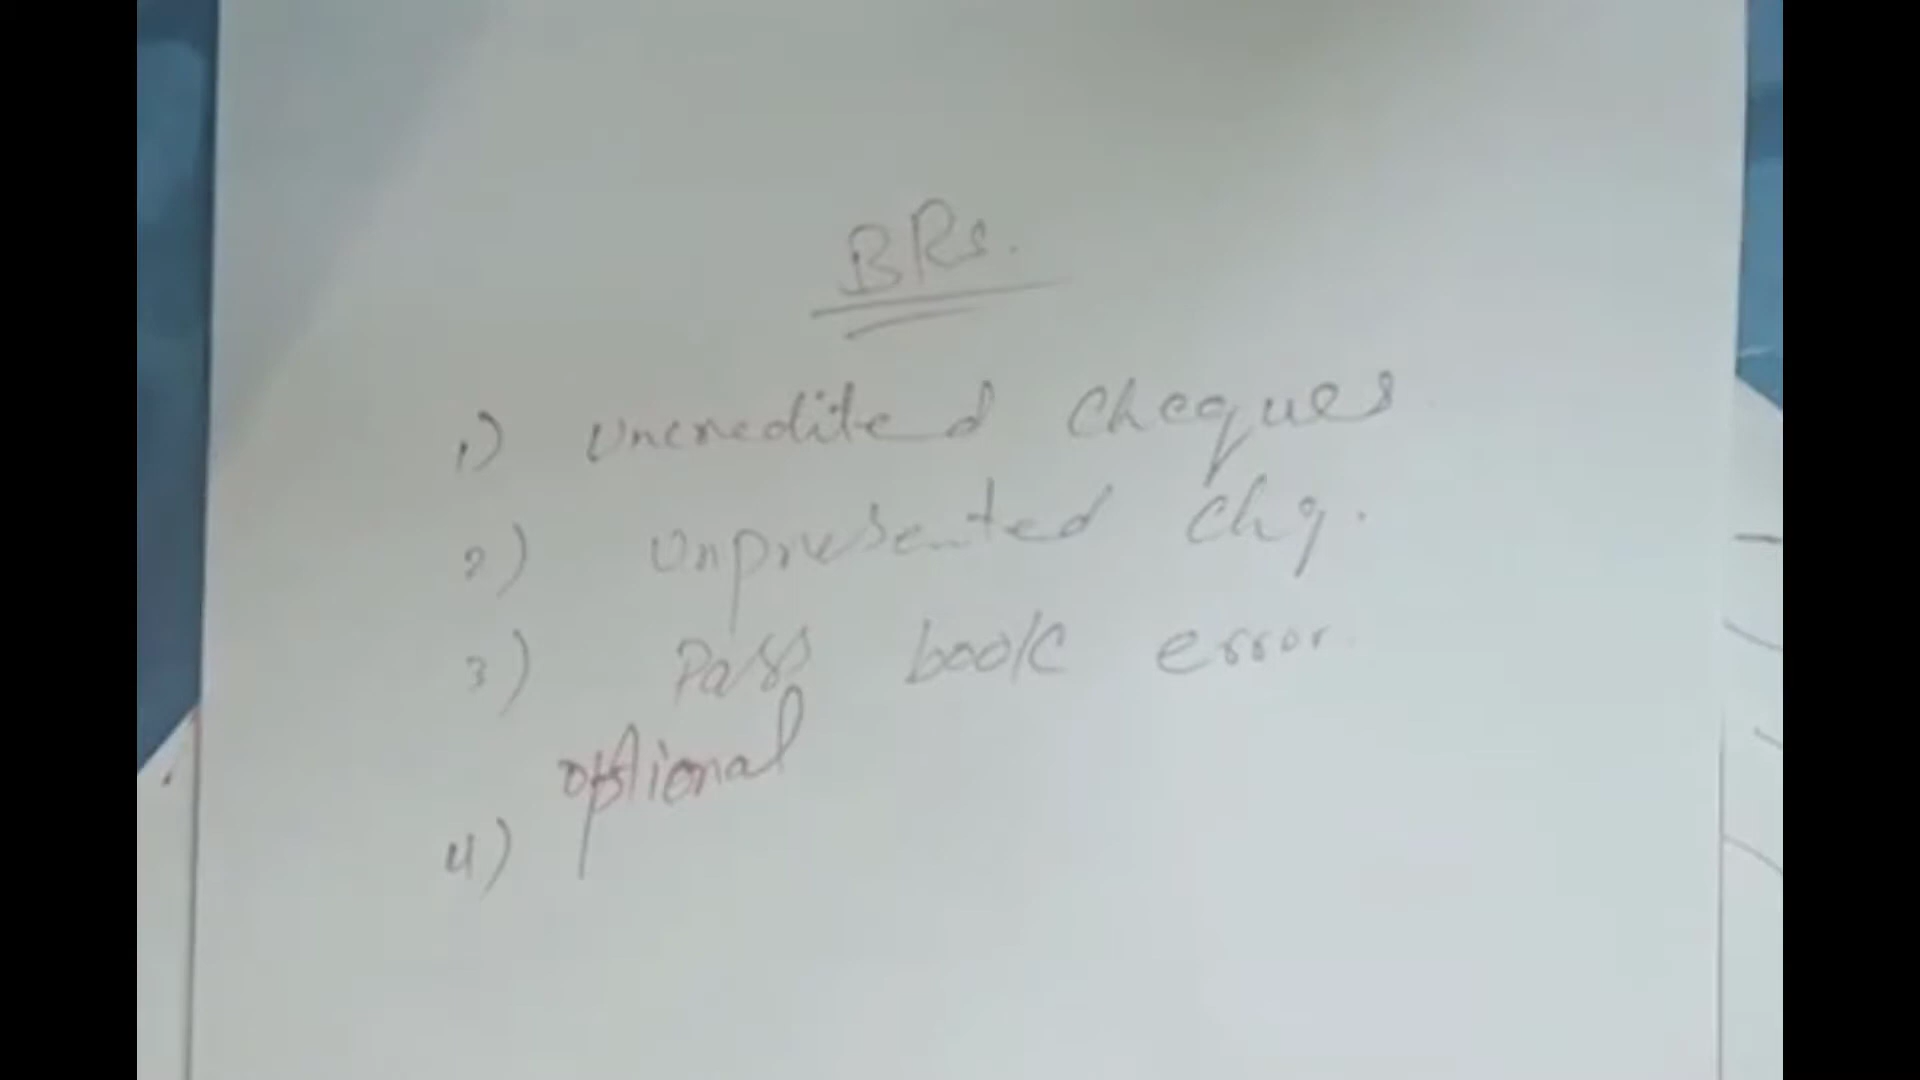 BRs.
1) Uncredited Cheques
2) Unpresented Chq.
3) Pass book error.
optional
4)